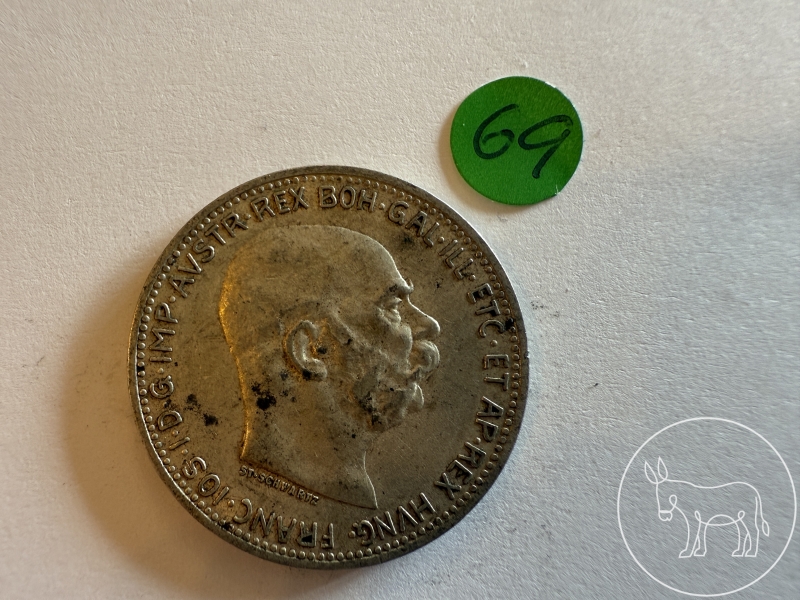 69
FRANC·IOS·I·D·G·IMP·AVSTR·REX BOH·GAL·ILL·ETC·ET AP·REX HVNG·
ST·SCHWARTZ